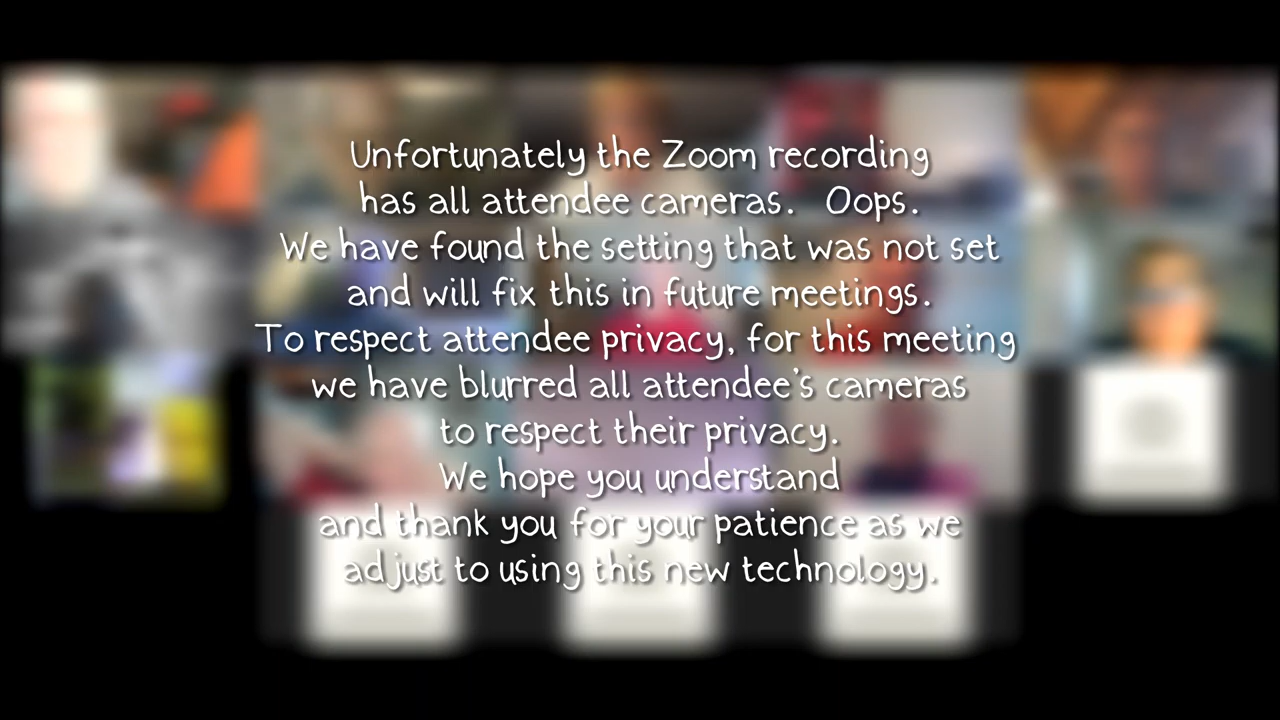 Unfortunately the Zoom recording
has all attendee cameras. Oops.
We have found the setting that was not set
and will fix this in future meetings.
To respect attendee privacy, for this meeting
we have blurred all attendee's cameras
to respect their privacy.
We hope you understand
and thank you for your patience as we
adjust to using this new technology.